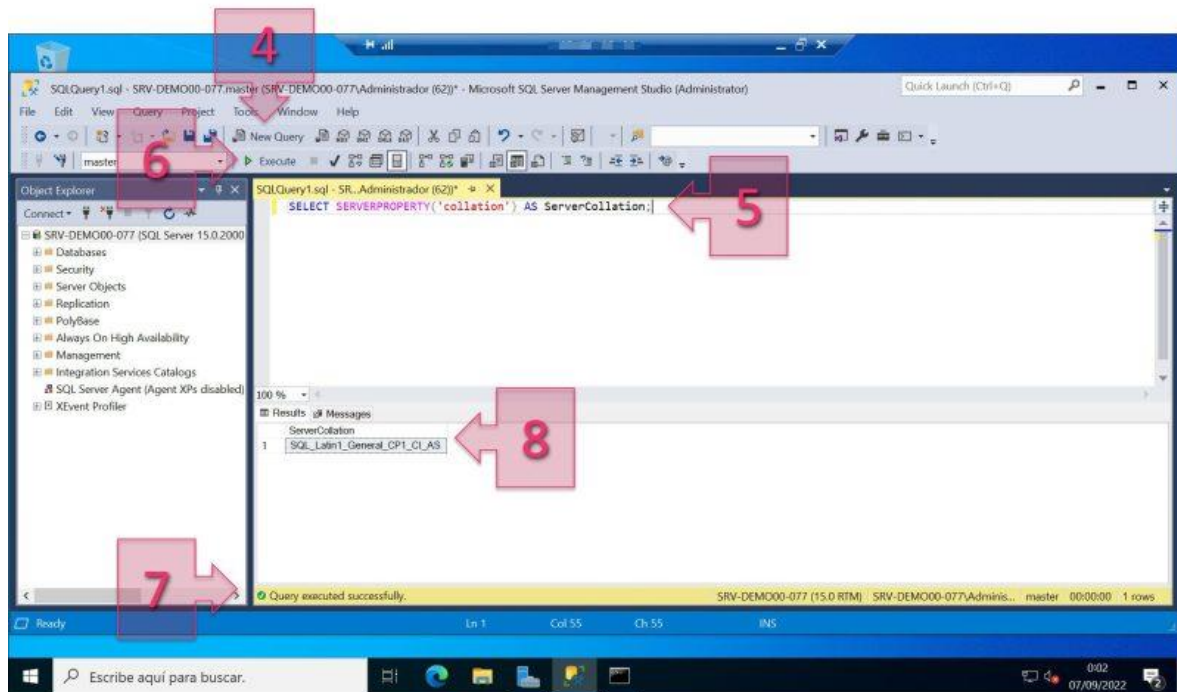 4
SQLQuery1.sql - SRV-DEMO00-077.master (SRV-DEMO00-077\Administrador (62))* - Microsoft SQL Server Management Studio (Administrator)
Quick Launch (Ctrl+Q)
File Edit View Query Project Tools Window Help
New Query
6
master
Execute
Object Explorer
SQLQuery1.sql - SR...Administrador (62))*
Connect
SELECT SERVERPROPERTY('collation') AS ServerCollation;
5
SRV-DEMO00-077 (SQL Server 15.0.2000
Databases
Security
Server Objects
Replication
PolyBase
Always On High Availability
Management
Integration Services Catalogs
SQL Server Agent (Agent XPs disabled)
XEvent Profiler
100 %
Results Messages
ServerCollation
1 SQL_Latin1_General_CP1_CI_AS
8
7
Query executed successfully.
SRV-DEMO00-077 (15.0 RTM) SRV-DEMO00-077\Adminis... master 00:00:00 1 rows
Ready Ln 1 Col 55 Ch 55 INS
Escribe aquí para buscar.
0:02
07/09/2022
2